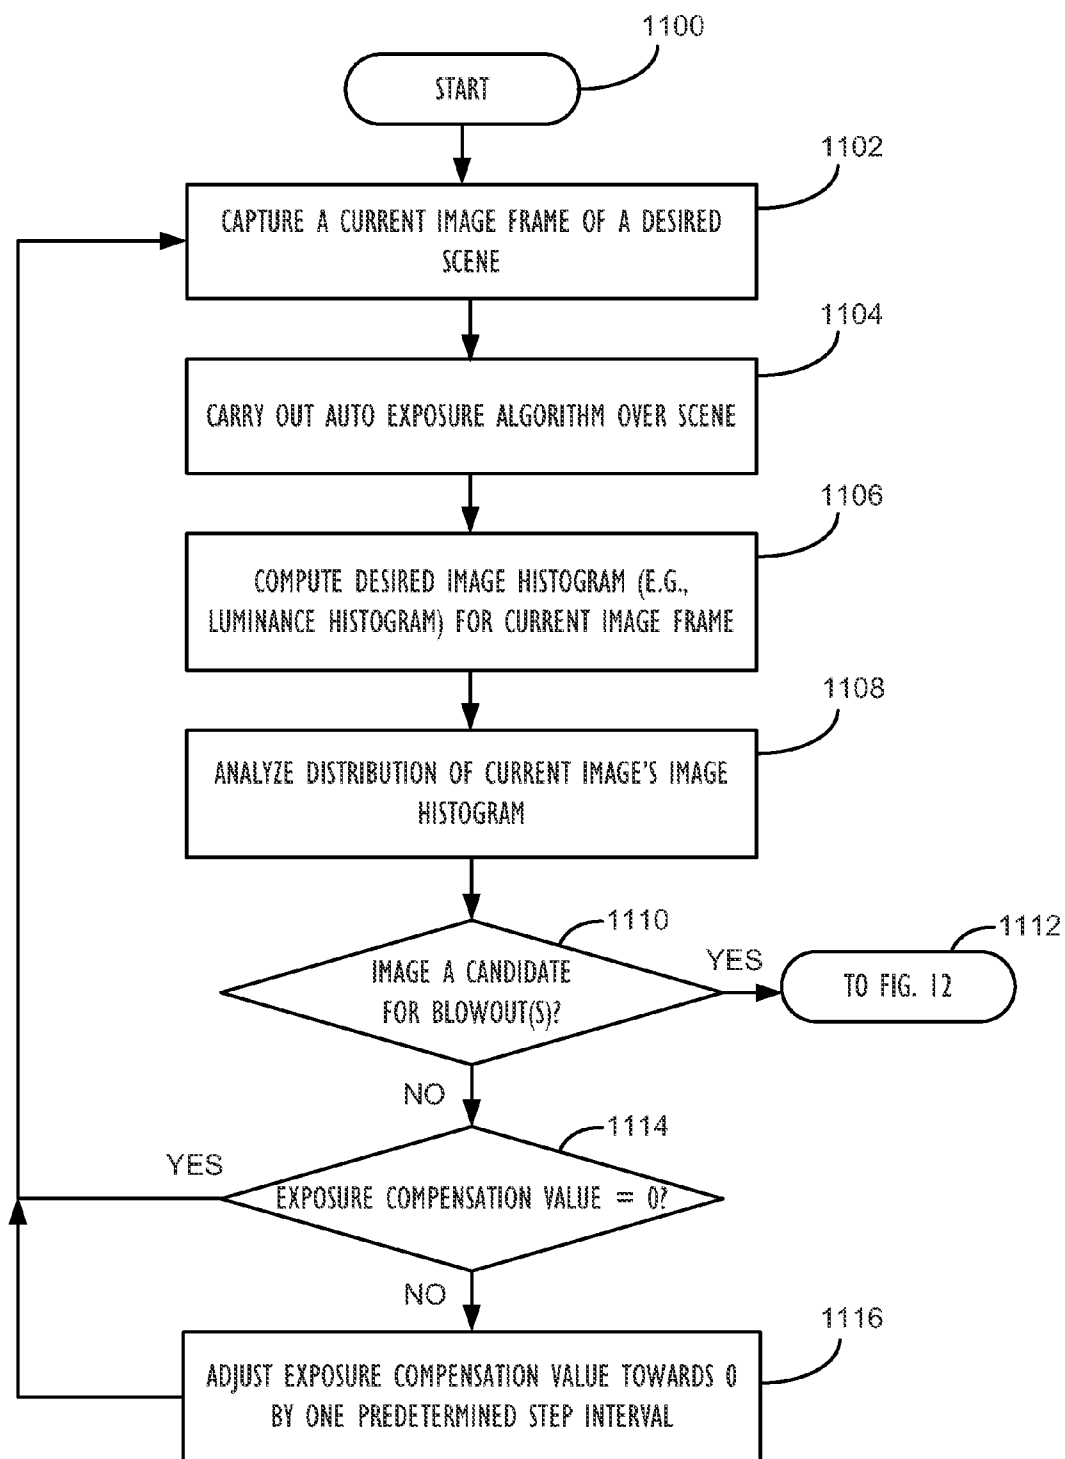 1100
START
1102
CAPTURE A CURRENT IMAGE FRAME OF A DESIRED
SCENE
1104
CARRY OUT AUTO EXPOSURE ALGORITHM OVER SCENE
1106
COMPUTE DESIRED IMAGE HISTOGRAM (E.G.,
LUMINANCE HISTOGRAM) FOR CURRENT IMAGE FRAME
1108
ANALYZE DISTRIBUTION OF CURRENT IMAGE'S IMAGE
HISTOGRAM
1110
IMAGE A CANDIDATE
FOR BLOWOUT(S)?
YES
1112
TO FIG. 12
NO
1114
YES
EXPOSURE COMPENSATION VALUE = 0?
NO
1116
ADJUST EXPOSURE COMPENSATION VALUE TOWARDS 0
BY ONE PREDETERMINED STEP INTERVAL